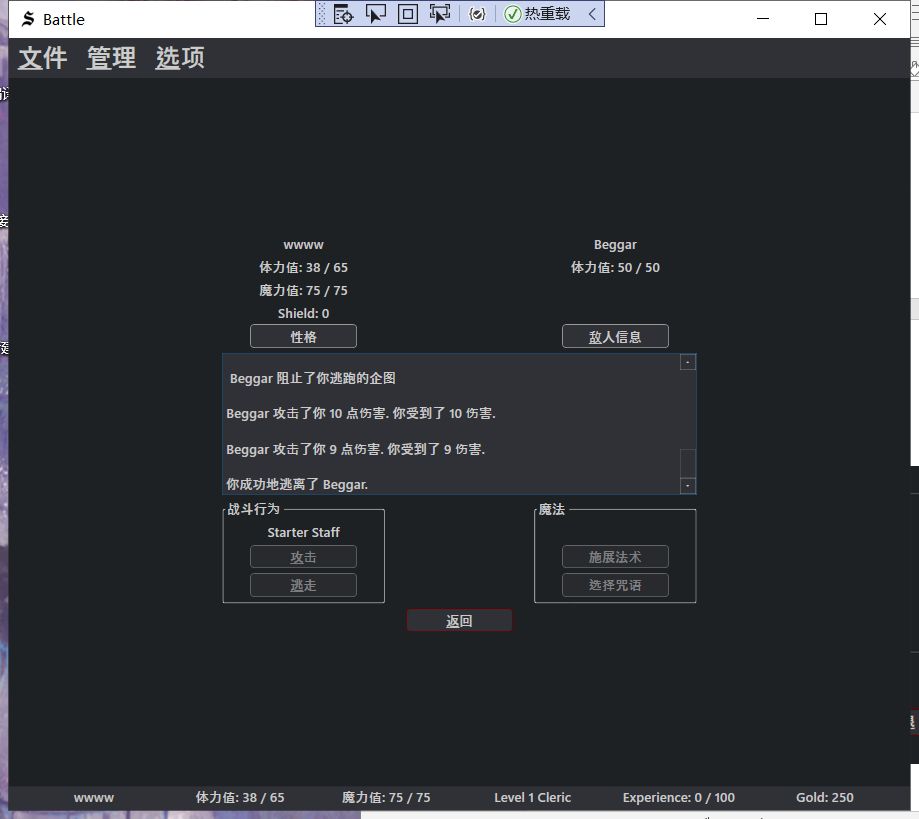 Battle
热重载
文件 管理 选项
wwww Beggar
体力值: 38 / 65 体力值: 50 / 50
魔力值: 75 / 75
Shield: 0
性格 敌人信息
Beggar 阻止了你逃跑的企图
Beggar 攻击了你 10 点伤害. 你受到了 10 伤害.
Beggar 攻击了你 9 点伤害. 你受到了 9 伤害.
你成功地逃离了 Beggar.
战斗行为 魔法
Starter Staff
攻击 施展法术
逃走 选择咒语
返回
wwww 体力值: 38 / 65 魔力值: 75 / 75 Level 1 Cleric Experience: 0 / 100 Gold: 250